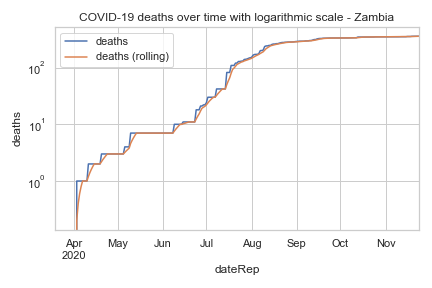 COVID-19 deaths over time with logarithmic scale - Zambia
deaths
deaths (rolling)
deaths
10²
10¹
10⁰
Apr May Jun Jul Aug Sep Oct Nov
2020
dateRep